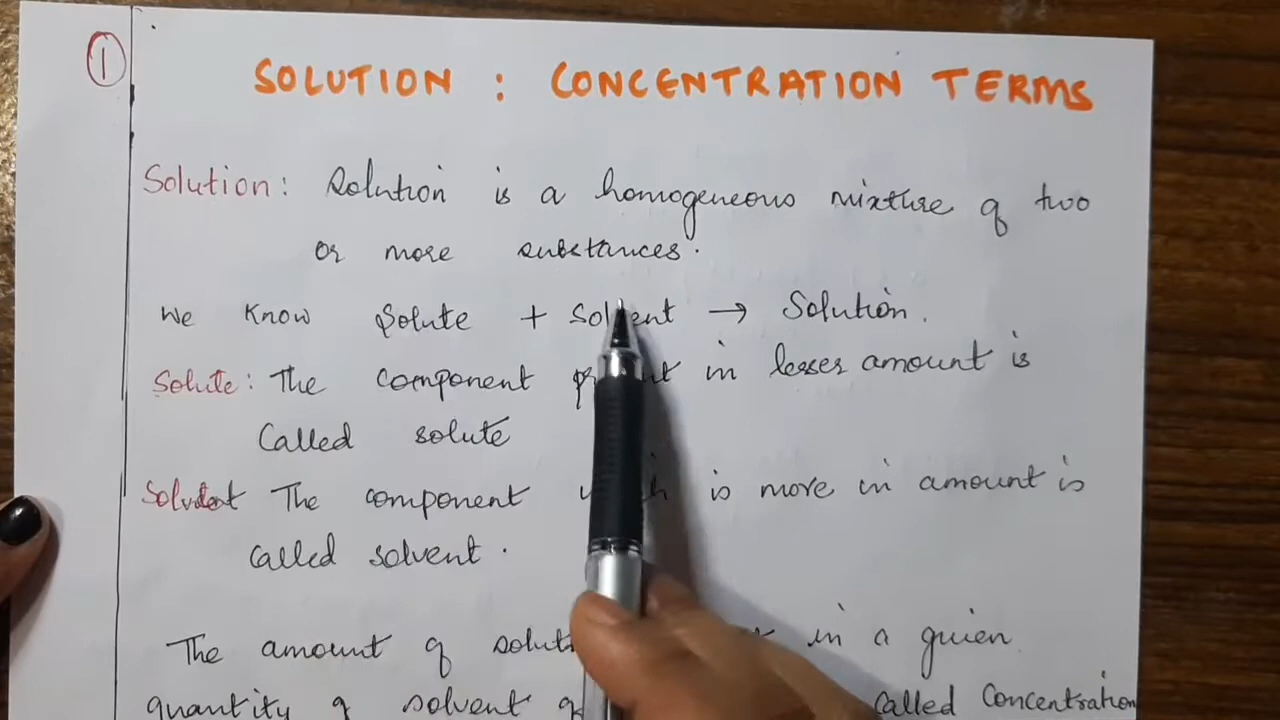 1
SOLUTION : CONCENTRATION TERMS
Solution: Solution is a homogeneous mixture of two
or more substances.
We know Solute + Solvent → Solution.
Solute: The component in lesser amount is
Called solute
Solvent The component is more in amount is
called solvent.
The amount of in a given
quantity of solvent called Concentration